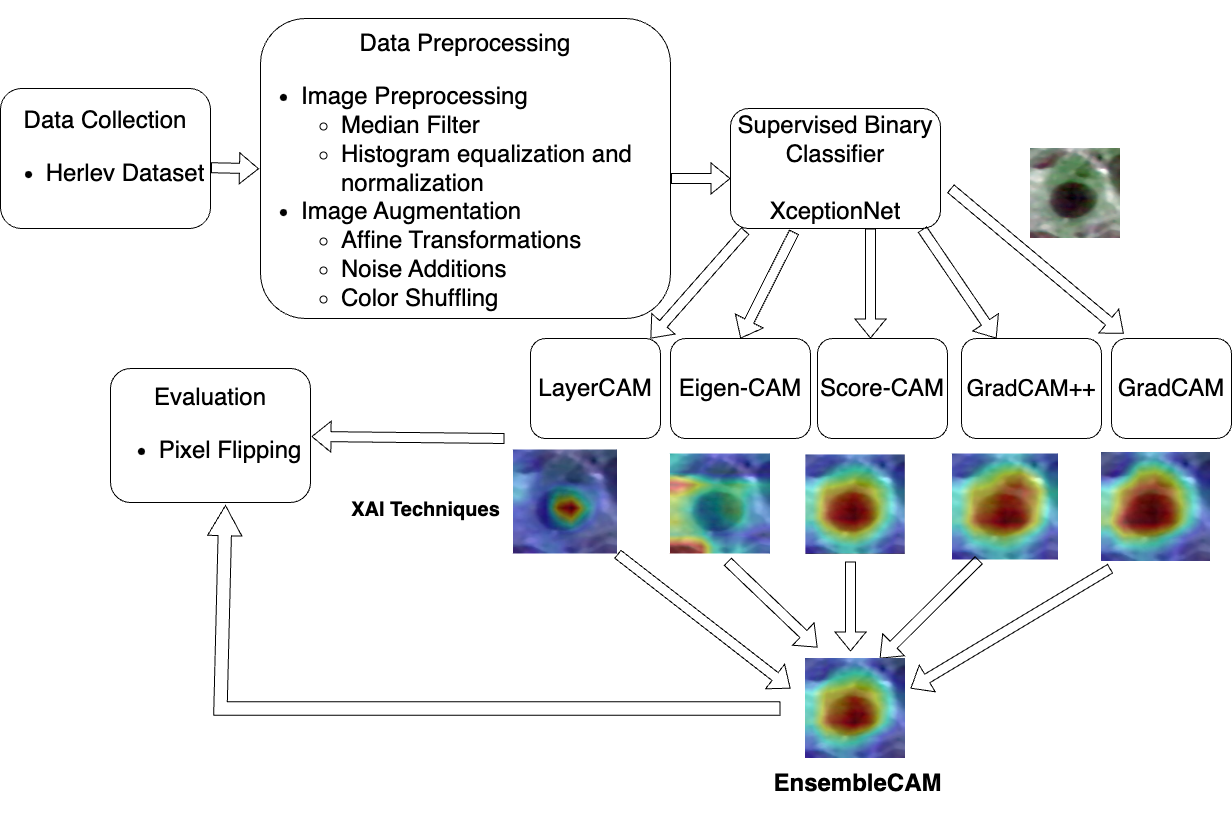 Data Collection
• Herlev Dataset
Data Preprocessing
• Image Preprocessing
◦ Median Filter
◦ Histogram equalization and
normalization
• Image Augmentation
◦ Affine Transformations
◦ Noise Additions
◦ Color Shuffling
Supervised Binary
Classifier
XceptionNet
LayerCAM
Eigen-CAM
Score-CAM
GradCAM++
GradCAM
Evaluation
• Pixel Flipping
XAI Techniques
EnsembleCAM